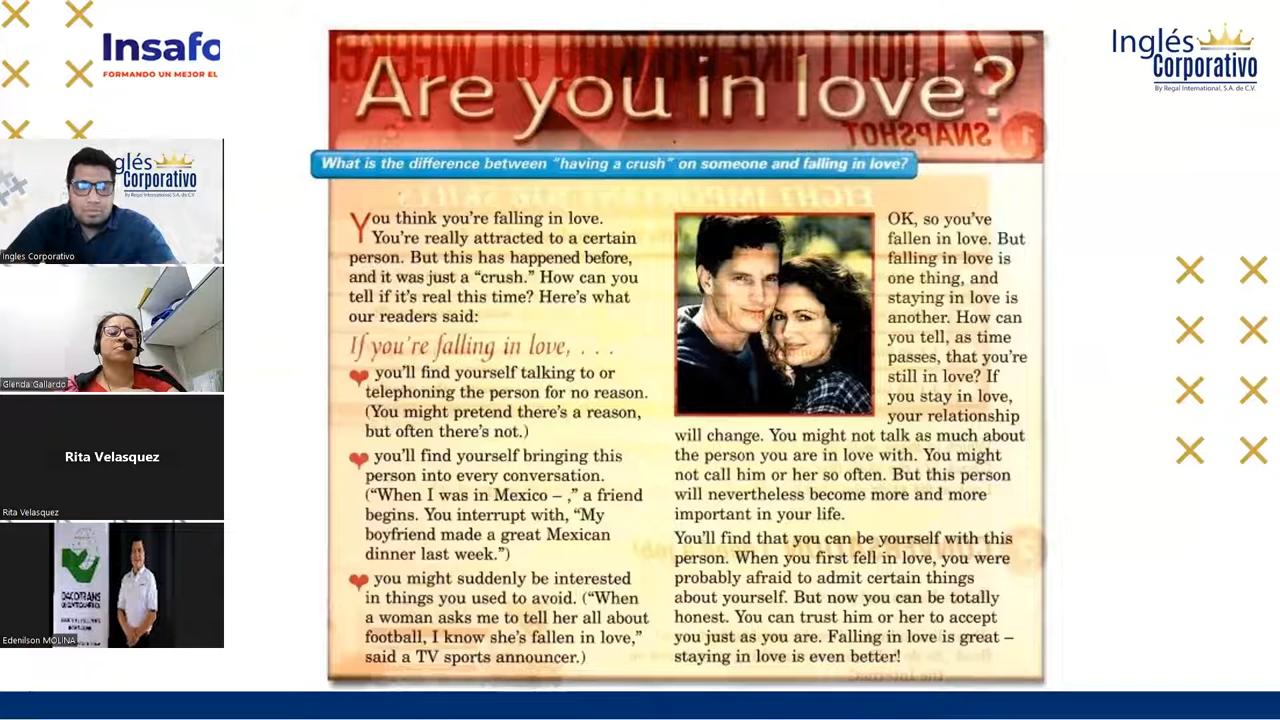 Insafo
FORMANDO UN MEJOR EL
Inglés
Corporativo
By Regal International, S.A. de C.V.
glés
Corporativo
By Regal International, S.A. de C.V.
Ingles Corporativo
Glenda Gallardo
Rita Velasquez
Rita Velasquez
DACOTRANS
Edenilson MOLINA
Are you in love?
SNAPSHOT
What is the difference between "having a crush" on someone and falling in love?
You think you're falling in love.
You're really attracted to a certain
person. But this has happened before,
and it was just a "crush." How can you
tell if it's real this time? Here's what
our readers said:
If you're falling in love, . . .
you'll find yourself talking to or
telephoning the person for no reason.
(You might pretend there's a reason,
but often there's not.)
you'll find yourself bringing this
person into every conversation.
("When I was in Mexico – ," a friend
begins. You interrupt with, "My
boyfriend made a great Mexican
dinner last week.")
you might suddenly be interested
in things you used to avoid. ("When
a woman asks me to tell her all about
football, I know she's fallen in love,"
said a TV sports announcer.)
OK, so you've
fallen in love. But
falling in love is
one thing, and
staying in love is
another. How can
you tell, as time
passes, that you're
still in love? If
you stay in love,
your relationship
will change. You might not talk as much about
the person you are in love with. You might
not call him or her so often. But this person
will nevertheless become more and more
important in your life.
You'll find that you can be yourself with this
person. When you first fell in love, you were
probably afraid to admit certain things
about yourself. But now you can be totally
honest. You can trust him or her to accept
you just as you are. Falling in love is great –
staying in love is even better!